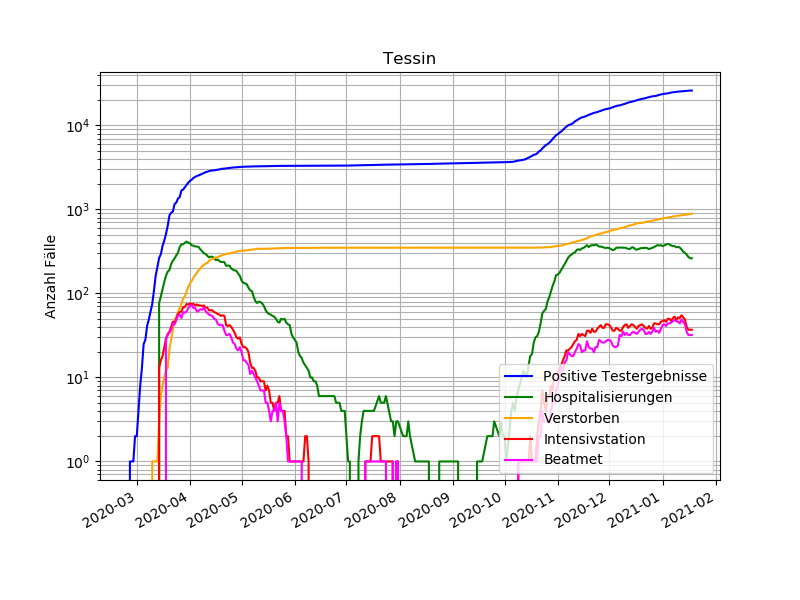 Tessin
Anzahl Fälle
10⁴
10³
10²
10¹
10⁰
Positive Testergebnisse
Hospitalisierungen
Verstorben
Intensivstation
Beatmet
2020-03
2020-04
2020-05
2020-06
2020-07
2020-08
2020-09
2020-10
2020-11
2020-12
2021-01
2021-02